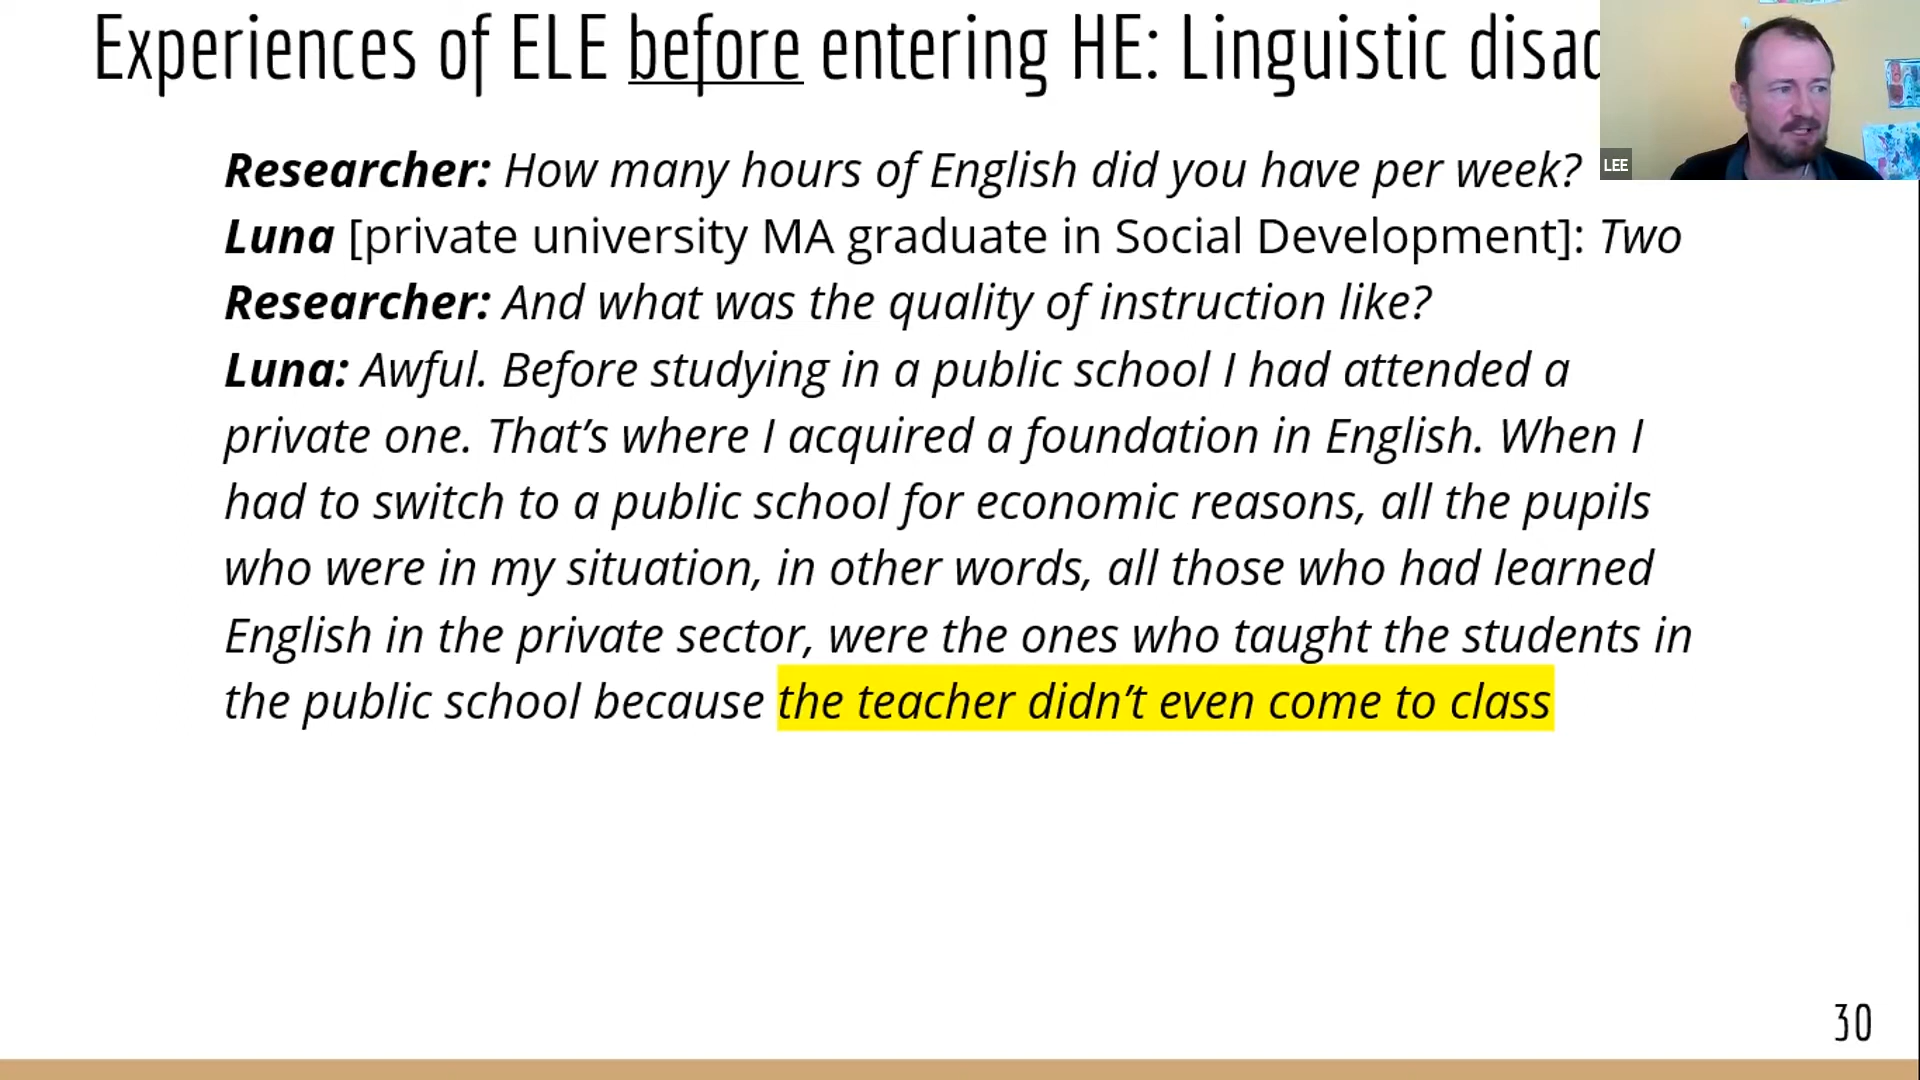 Experiences of ELE before entering HE: Linguistic
LEE
Researcher: How many hours of English did you have per week?
Luna [private university MA graduate in Social Development]: Two
Researcher: And what was the quality of instruction like?
Luna: Awful. Before studying in a public school I had attended a
private one. That’s where I acquired a foundation in English. When I
had to switch to a public school for economic reasons, all the pupils
who were in my situation, in other words, all those who had learned
English in the private sector, were the ones who taught the students in
the public school because the teacher didn’t even come to class
30